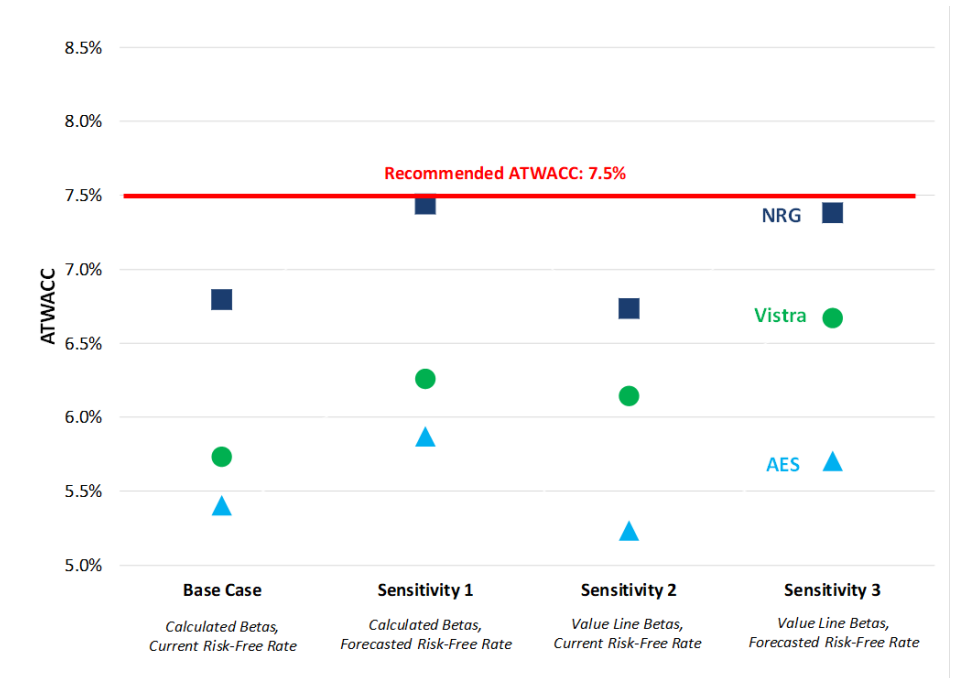 8.5%
8.0%
Recommended ATWACC: 7.5%
7.5%
NRG
7.0%
ATWACC
Vistra
6.5%
6.0%
AES
5.5%
5.0%
Base Case
Sensitivity 1
Sensitivity 2
Sensitivity 3
Calculated Betas,
Current Risk-Free Rate
Calculated Betas,
Forecasted Risk-Free Rate
Value Line Betas,
Current Risk-Free Rate
Value Line Betas,
Forecasted Risk-Free Rate